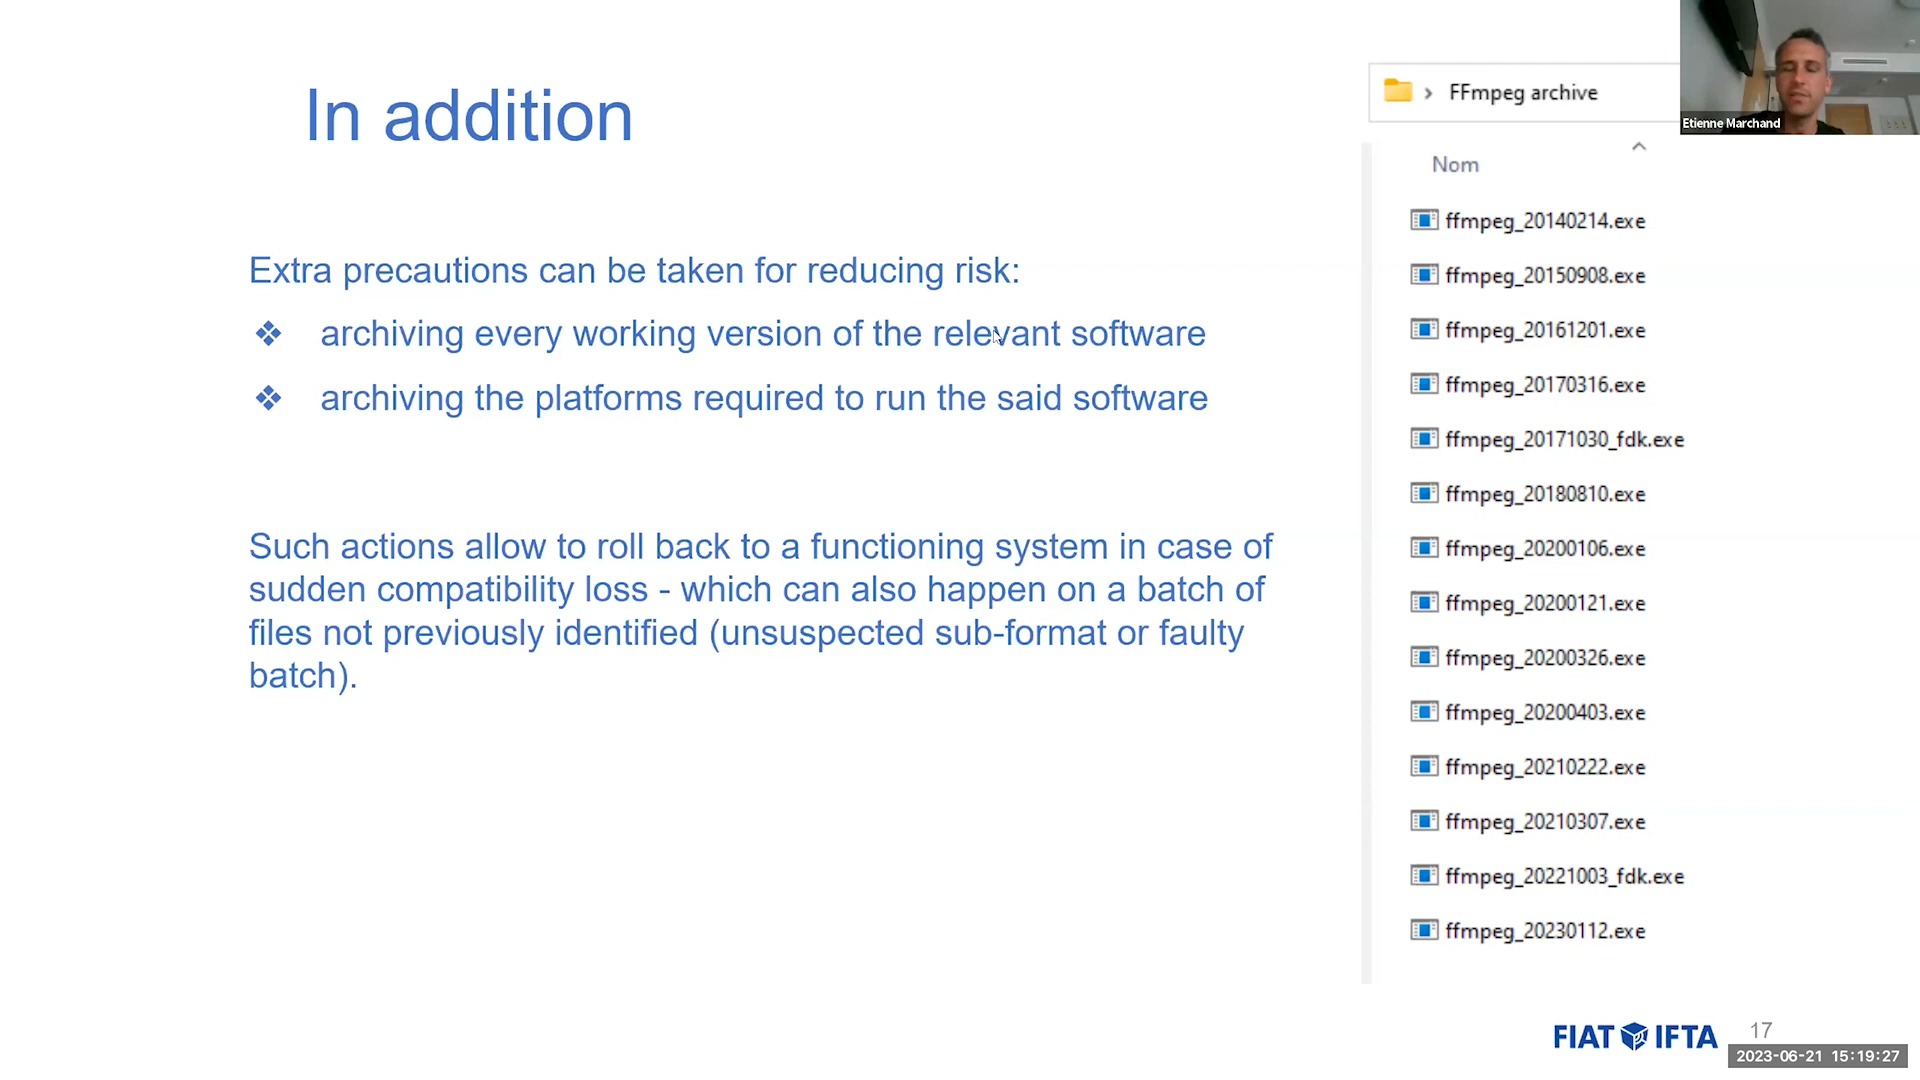 In addition
Extra precautions can be taken for reducing risk:
❖ archiving every working version of the relevant software
❖ archiving the platforms required to run the said software
Such actions allow to roll back to a functioning system in case of
sudden compatibility loss - which can also happen on a batch of
files not previously identified (unsuspected sub-format or faulty
batch).
› FFmpeg archive
Nom
ffmpeg_20140214.exe
ffmpeg_20150908.exe
ffmpeg_20161201.exe
ffmpeg_20170316.exe
ffmpeg_20171030_fdk.exe
ffmpeg_20180810.exe
ffmpeg_20200106.exe
ffmpeg_20200121.exe
ffmpeg_20200326.exe
ffmpeg_20200403.exe
ffmpeg_20210222.exe
ffmpeg_20210307.exe
ffmpeg_20221003_fdk.exe
ffmpeg_20230112.exe
Etienne Marchand
FIAT IFTA
17
2023-06-21 15:19:27